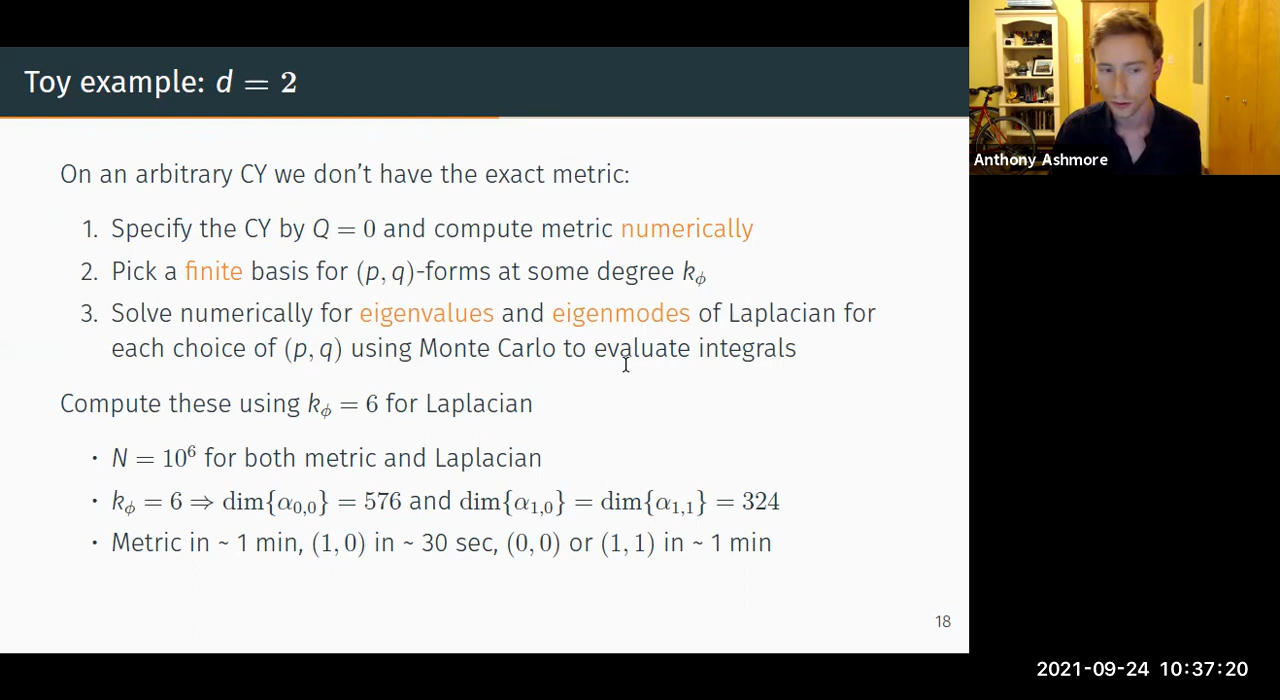 Toy example: d = 2
Anthony Ashmore
On an arbitrary CY we don't have the exact metric:
1. Specify the CY by Q = 0 and compute metric numerically
2. Pick a finite basis for (p, q)-forms at some degree k_ϕ
3. Solve numerically for eigenvalues and eigenmodes of Laplacian for
each choice of (p, q) using Monte Carlo to evaluate integrals
Compute these using k_ϕ = 6 for Laplacian
· N = 10⁶ for both metric and Laplacian
· k_ϕ = 6 ⇒ dim{α₀,₀} = 576 and dim{α₁,₀} = dim{α₁,₁} = 324
· Metric in ~ 1 min, (1, 0) in ~ 30 sec, (0, 0) or (1, 1) in ~ 1 min
18
2021-09-24 10:37:20